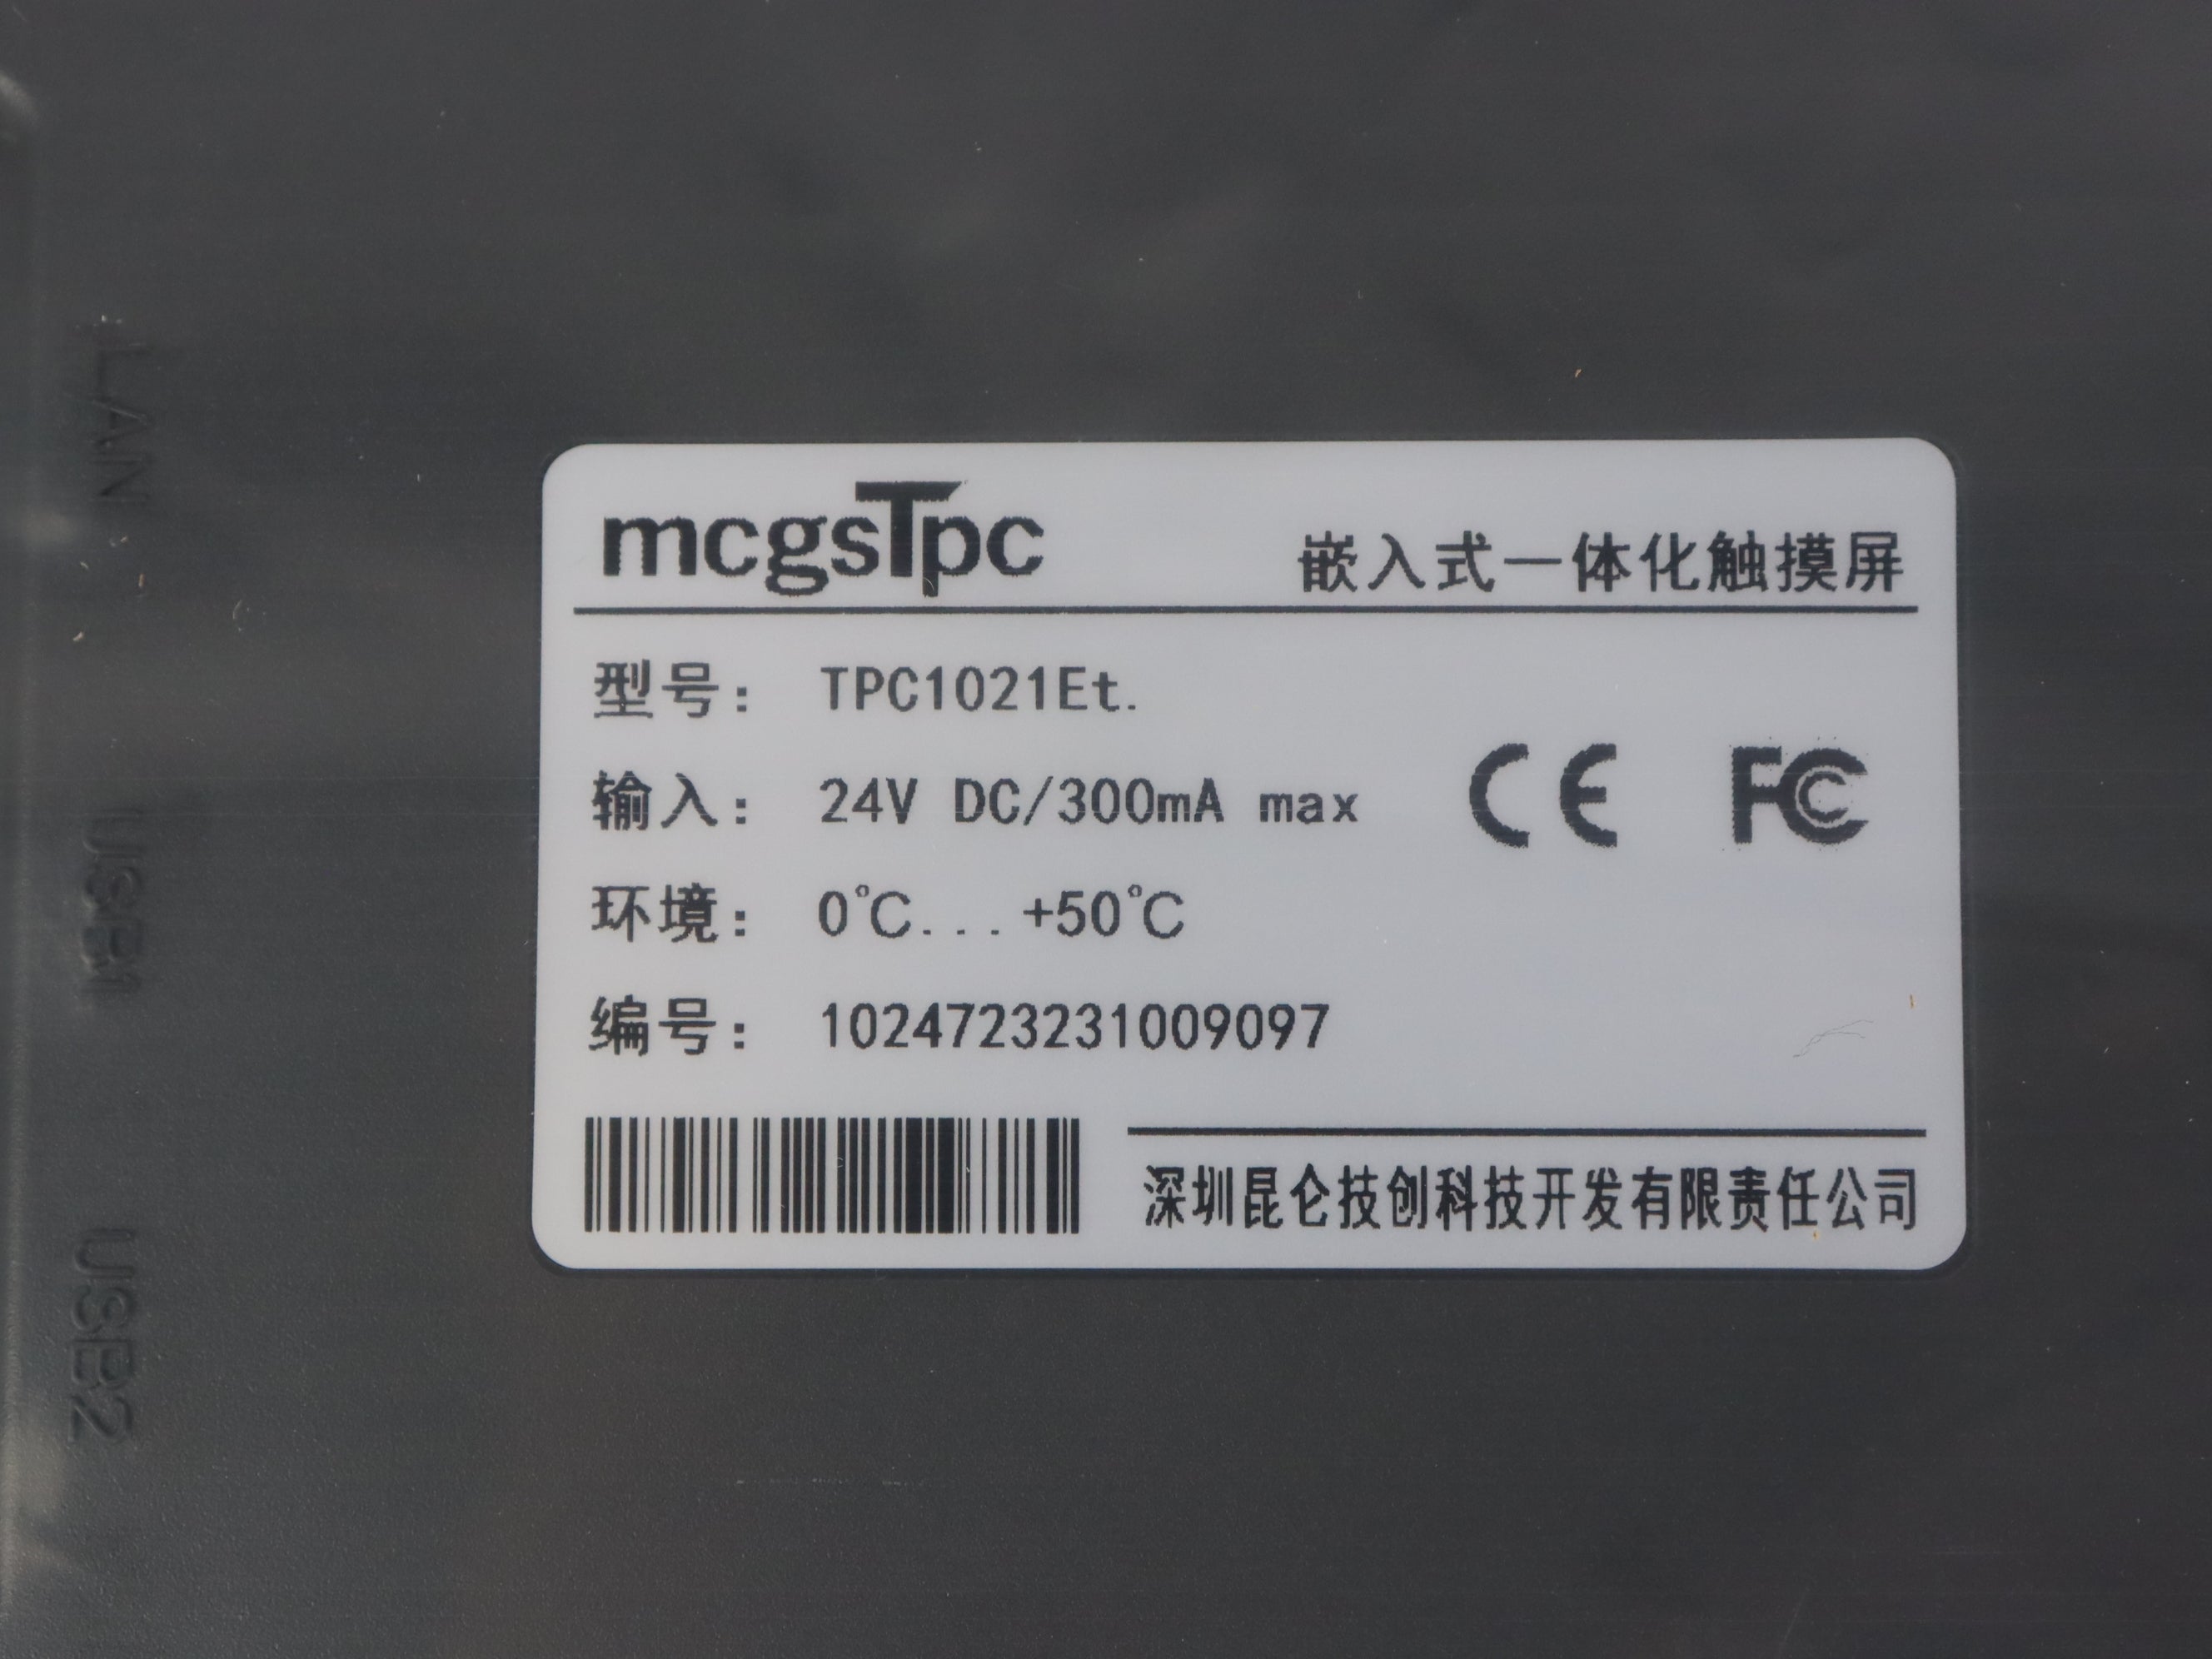 mcgsTpc
嵌入式一体化触摸屏
型号: TPC1021Et.
输入: 24V DC/300mA max
CE FC
环境: 0℃...+50℃
编号: 1024723231009097
深圳昆仑技创科技开发有限责任公司
LAN
USB1
USB2